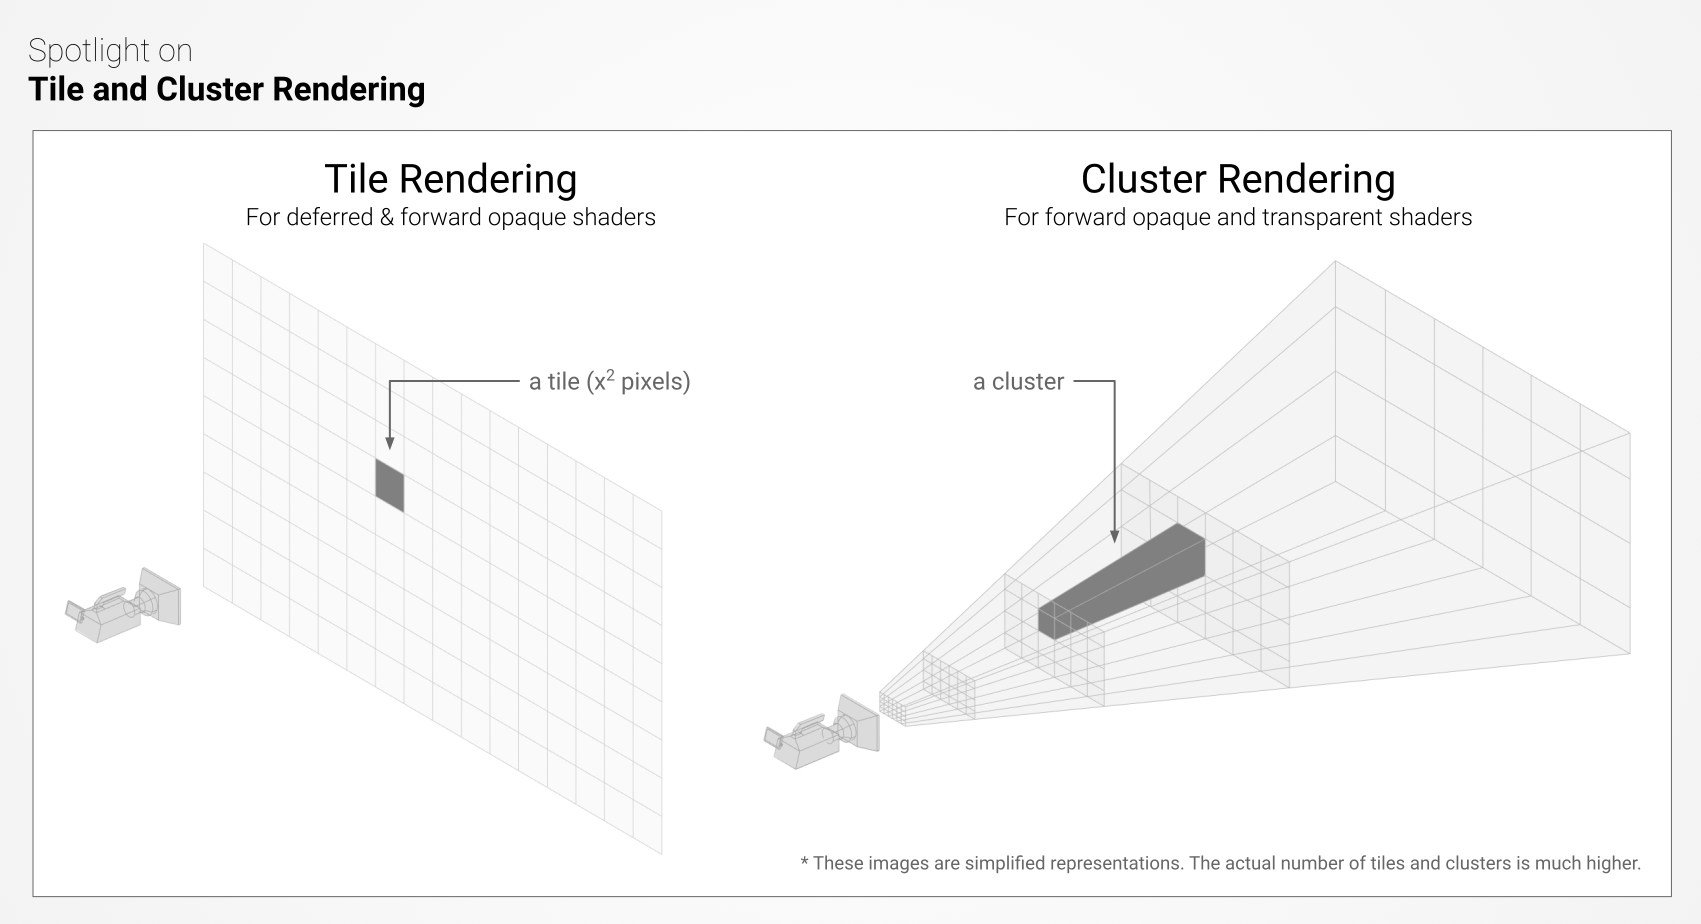 Spotlight on
Tile and Cluster Rendering
Tile Rendering
For deferred & forward opaque shaders
a tile (x² pixels)
Cluster Rendering
For forward opaque and transparent shaders
a cluster
* These images are simplified representations. The actual number of tiles and clusters is much higher.